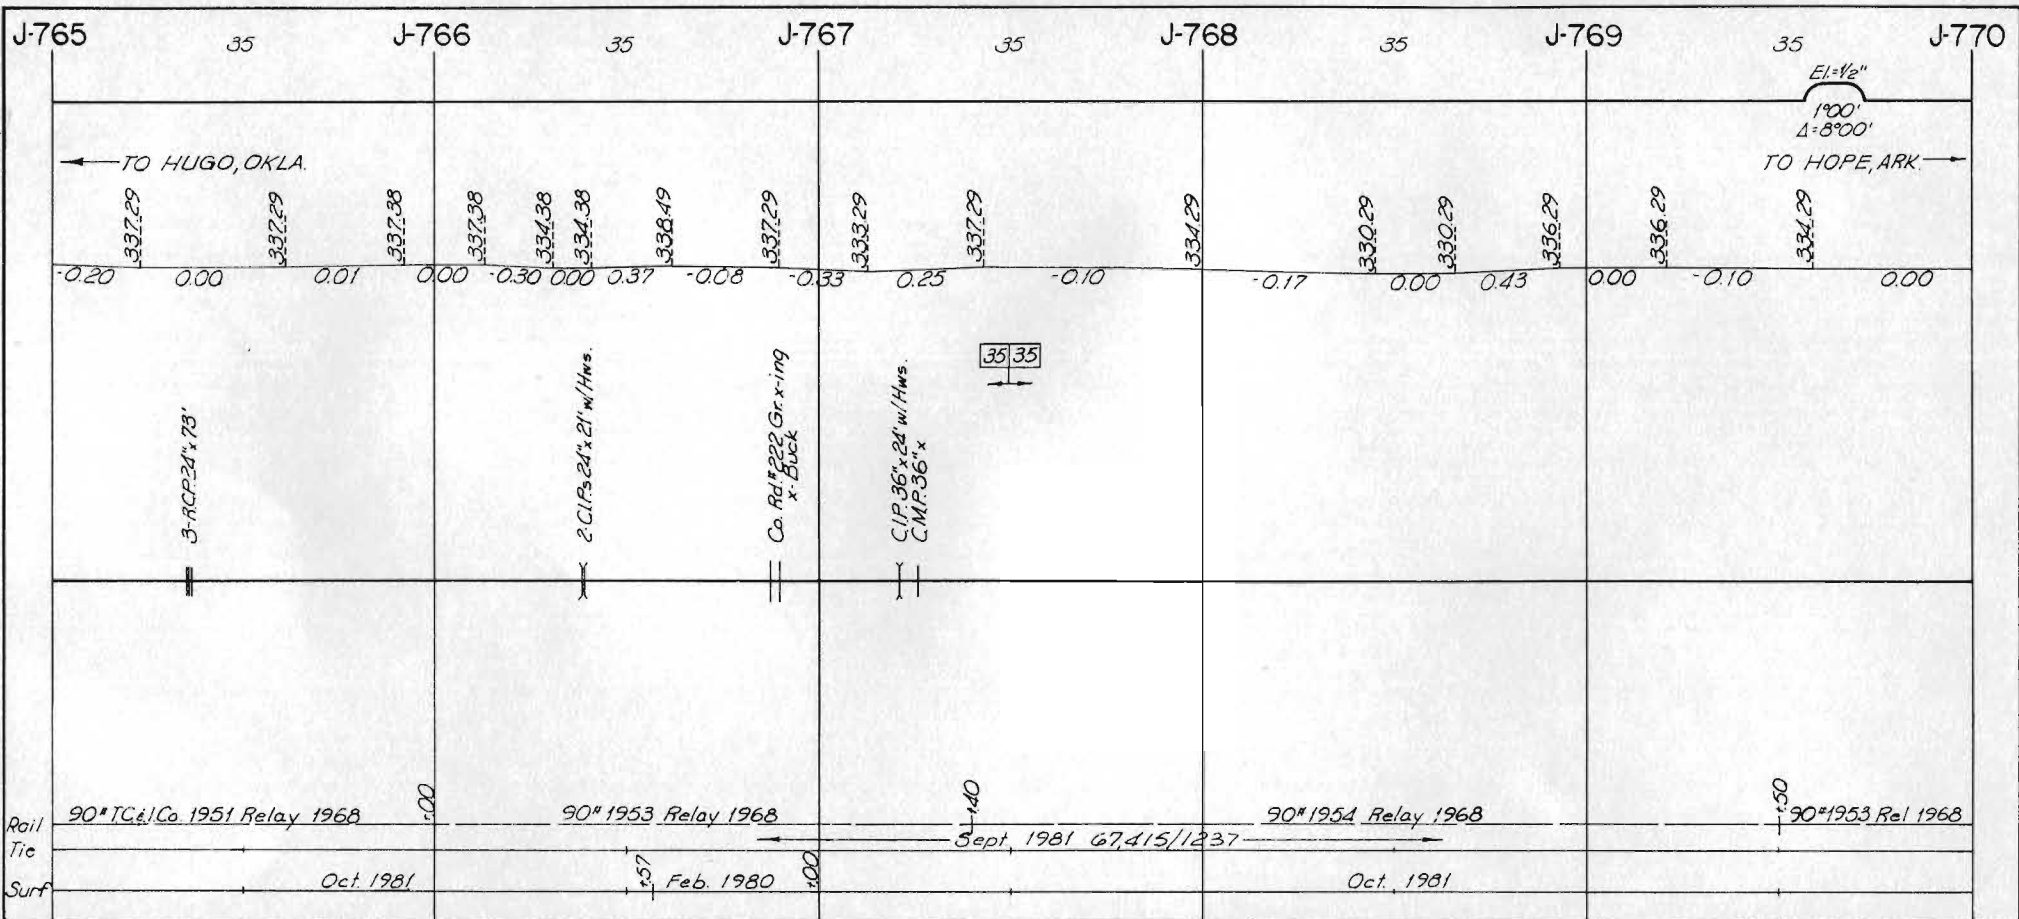 J-765 35 J-766 35 J-767 35 J-768 35 J-769 35 J-770
El.=1/2"
1°00'
Δ=8°00'
← TO HUGO, OKLA.
TO HOPE, ARK. →
337.29 337.29 337.38 337.38 334.38 334.38 338.49 337.29 333.29 337.29 334.29 330.29 330.29 336.29 336.29 334.29
-0.20 0.00 0.01 0.00 -0.30 0.00 0.37 -0.08 -0.33 0.25 -0.10 -0.17 0.00 0.43 0.00 -0.10 0.00
35 35
3-RCP.24"x73'
2C.I.P.s24"x21' w/Hws.
Co. Rd.#222 Gr. x-ing
x-Buck
C.I.P.36"x24' w/Hws.
C.M.P.36"x
+00 +40 +50
Rail 90# T.C.&I.Co. 1951 Relay 1968 90# 1953 Relay 1968 90# 1954 Relay 1968 90# 1953 Rel 1968
Tie Sept. 1981 67,415/1237
+57 +00
Surf Oct. 1981 Feb. 1980 Oct. 1981